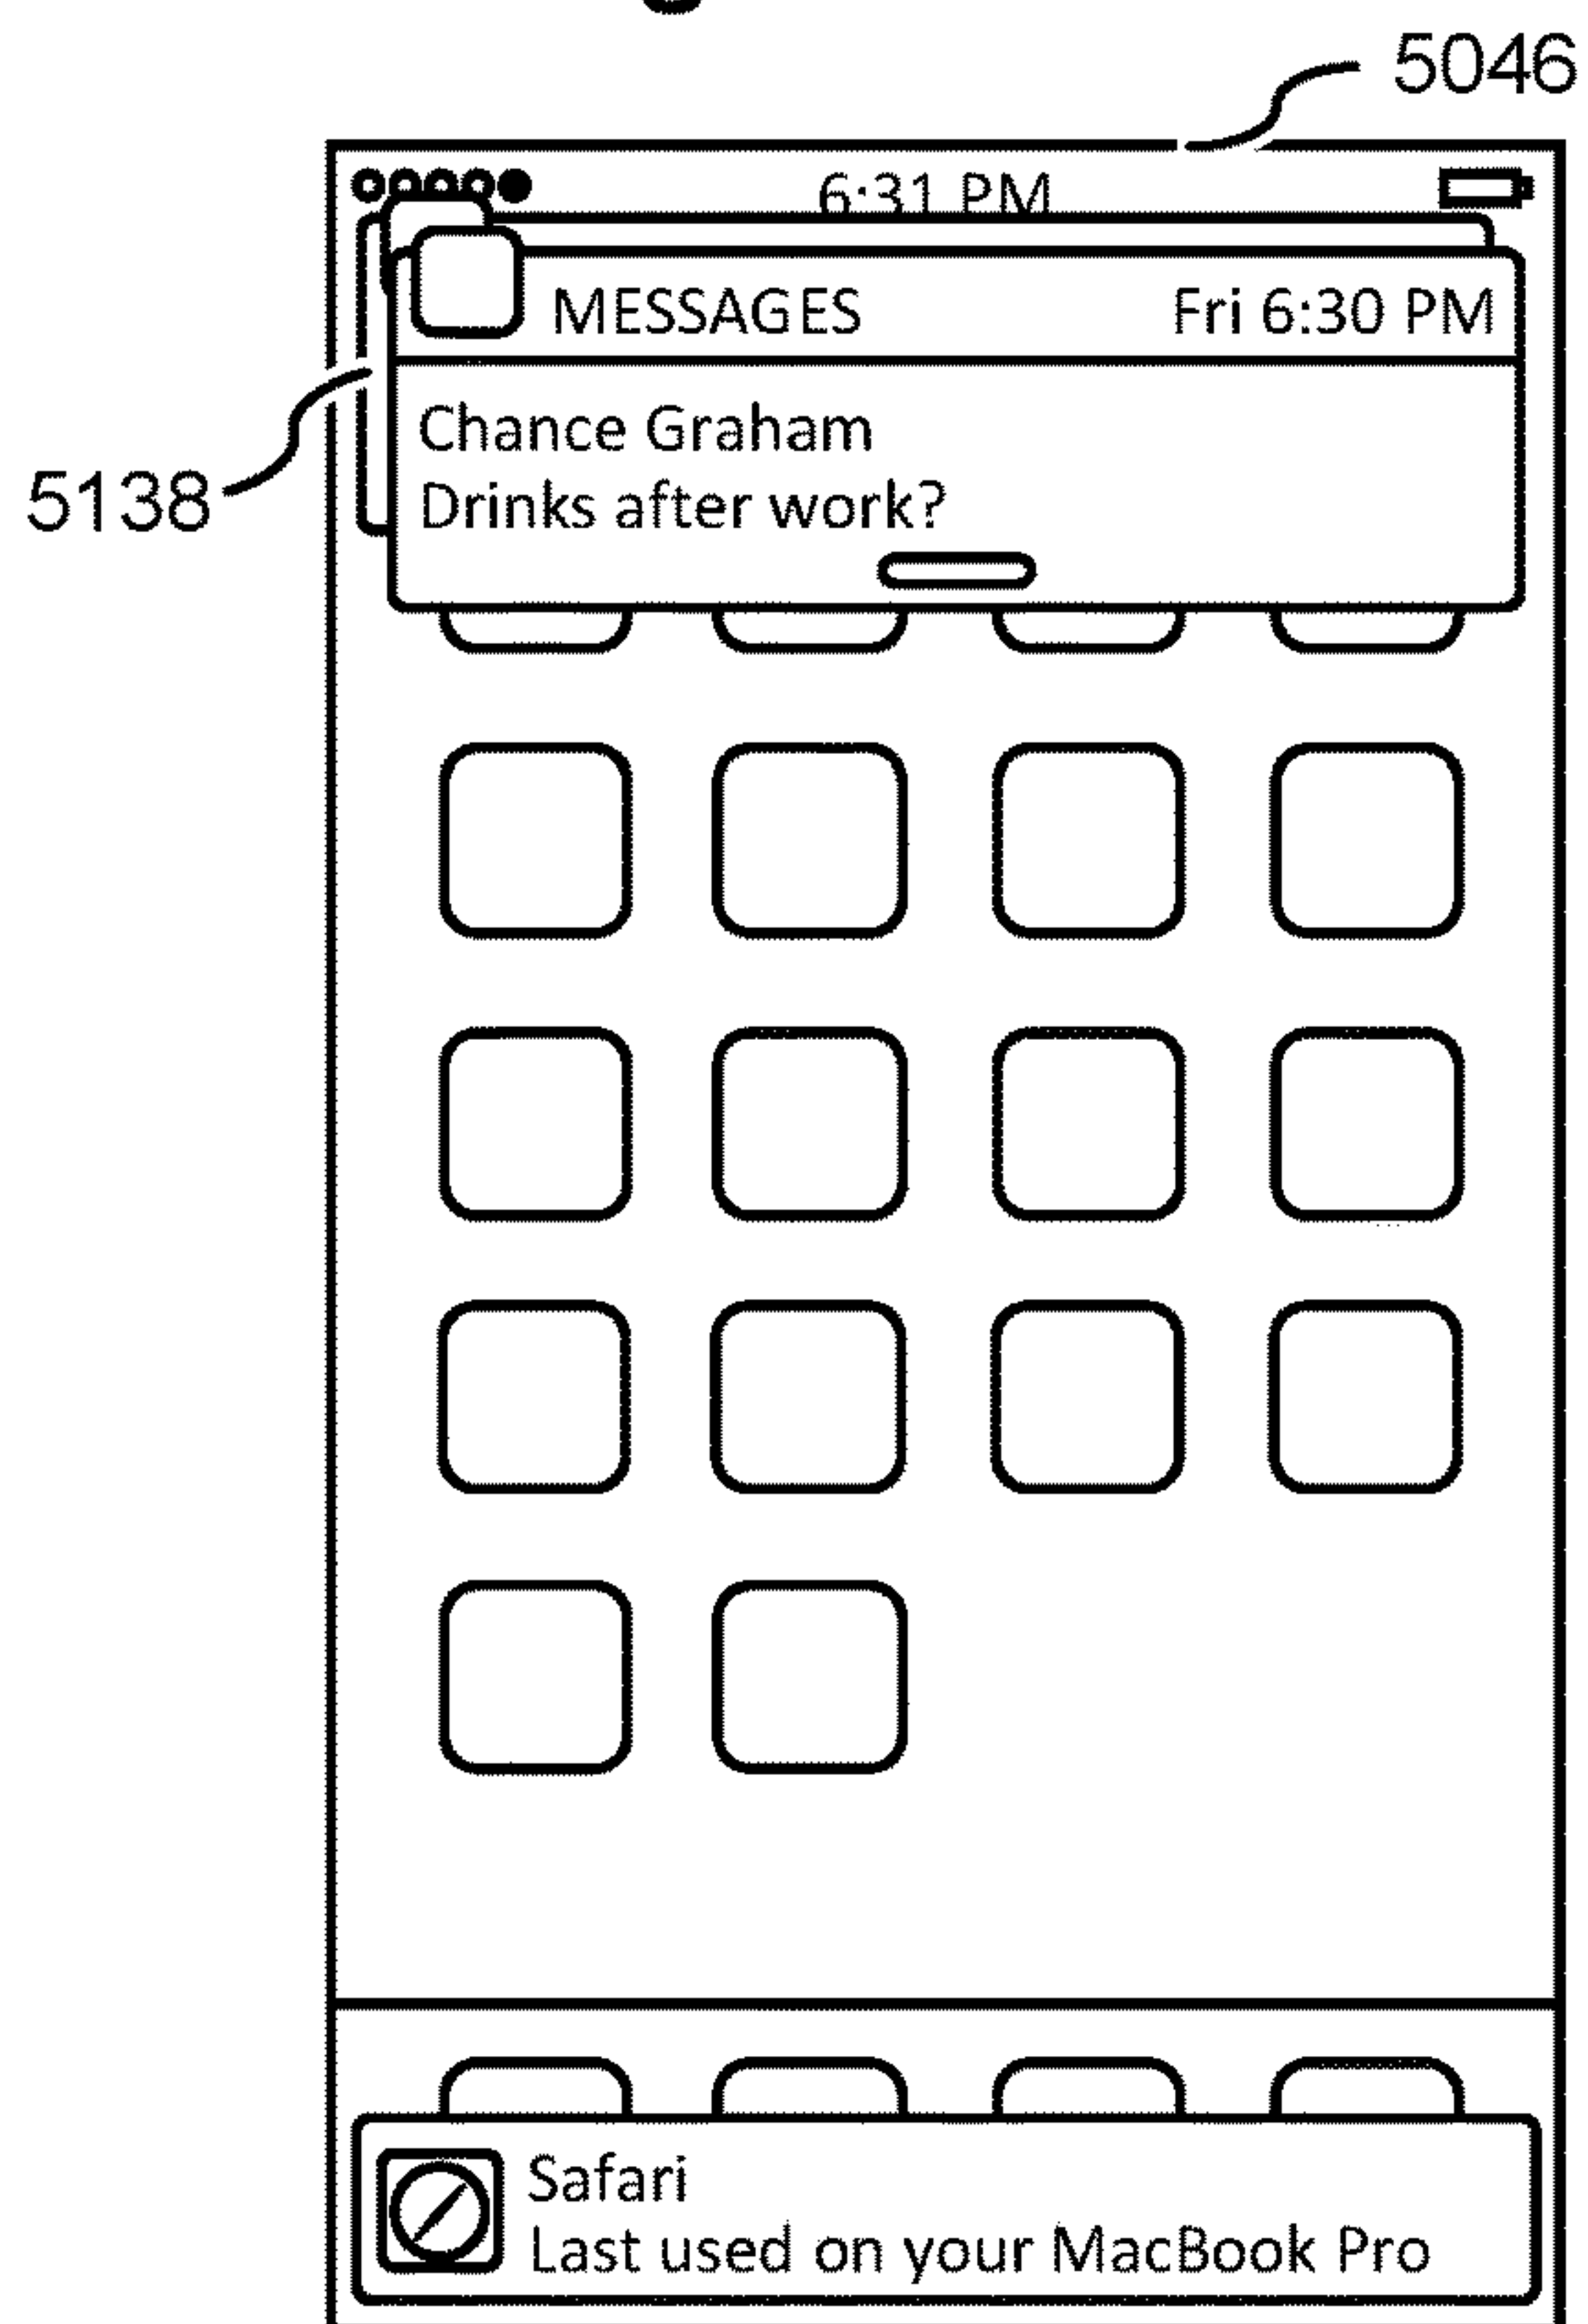 5046
6:31 PM
MESSAGES Fri 6:30 PM
Chance Graham
5138
Drinks after work?
Safari
Last used on your MacBook Pro